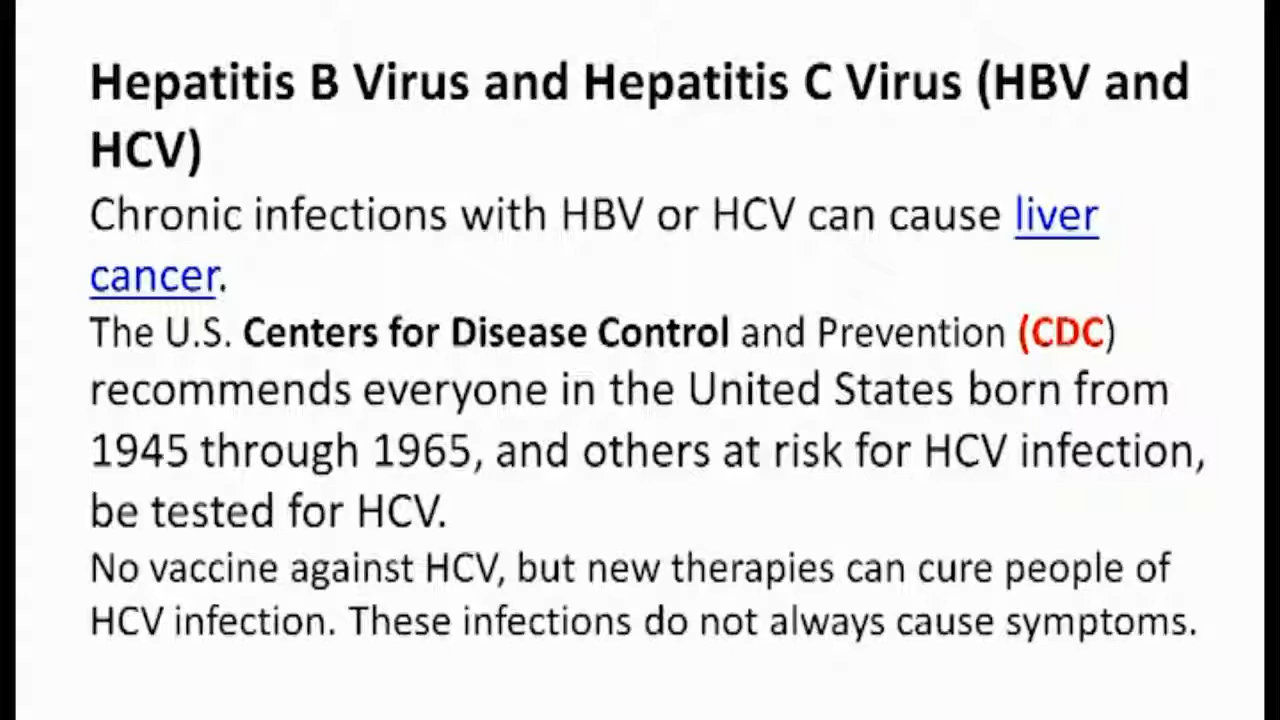 Hepatitis B Virus and Hepatitis C Virus (HBV and
HCV)
Chronic infections with HBV or HCV can cause liver
cancer.
The U.S. Centers for Disease Control and Prevention (CDC)
recommends everyone in the United States born from
1945 through 1965, and others at risk for HCV infection,
be tested for HCV.
No vaccine against HCV, but new therapies can cure people of
HCV infection. These infections do not always cause symptoms.